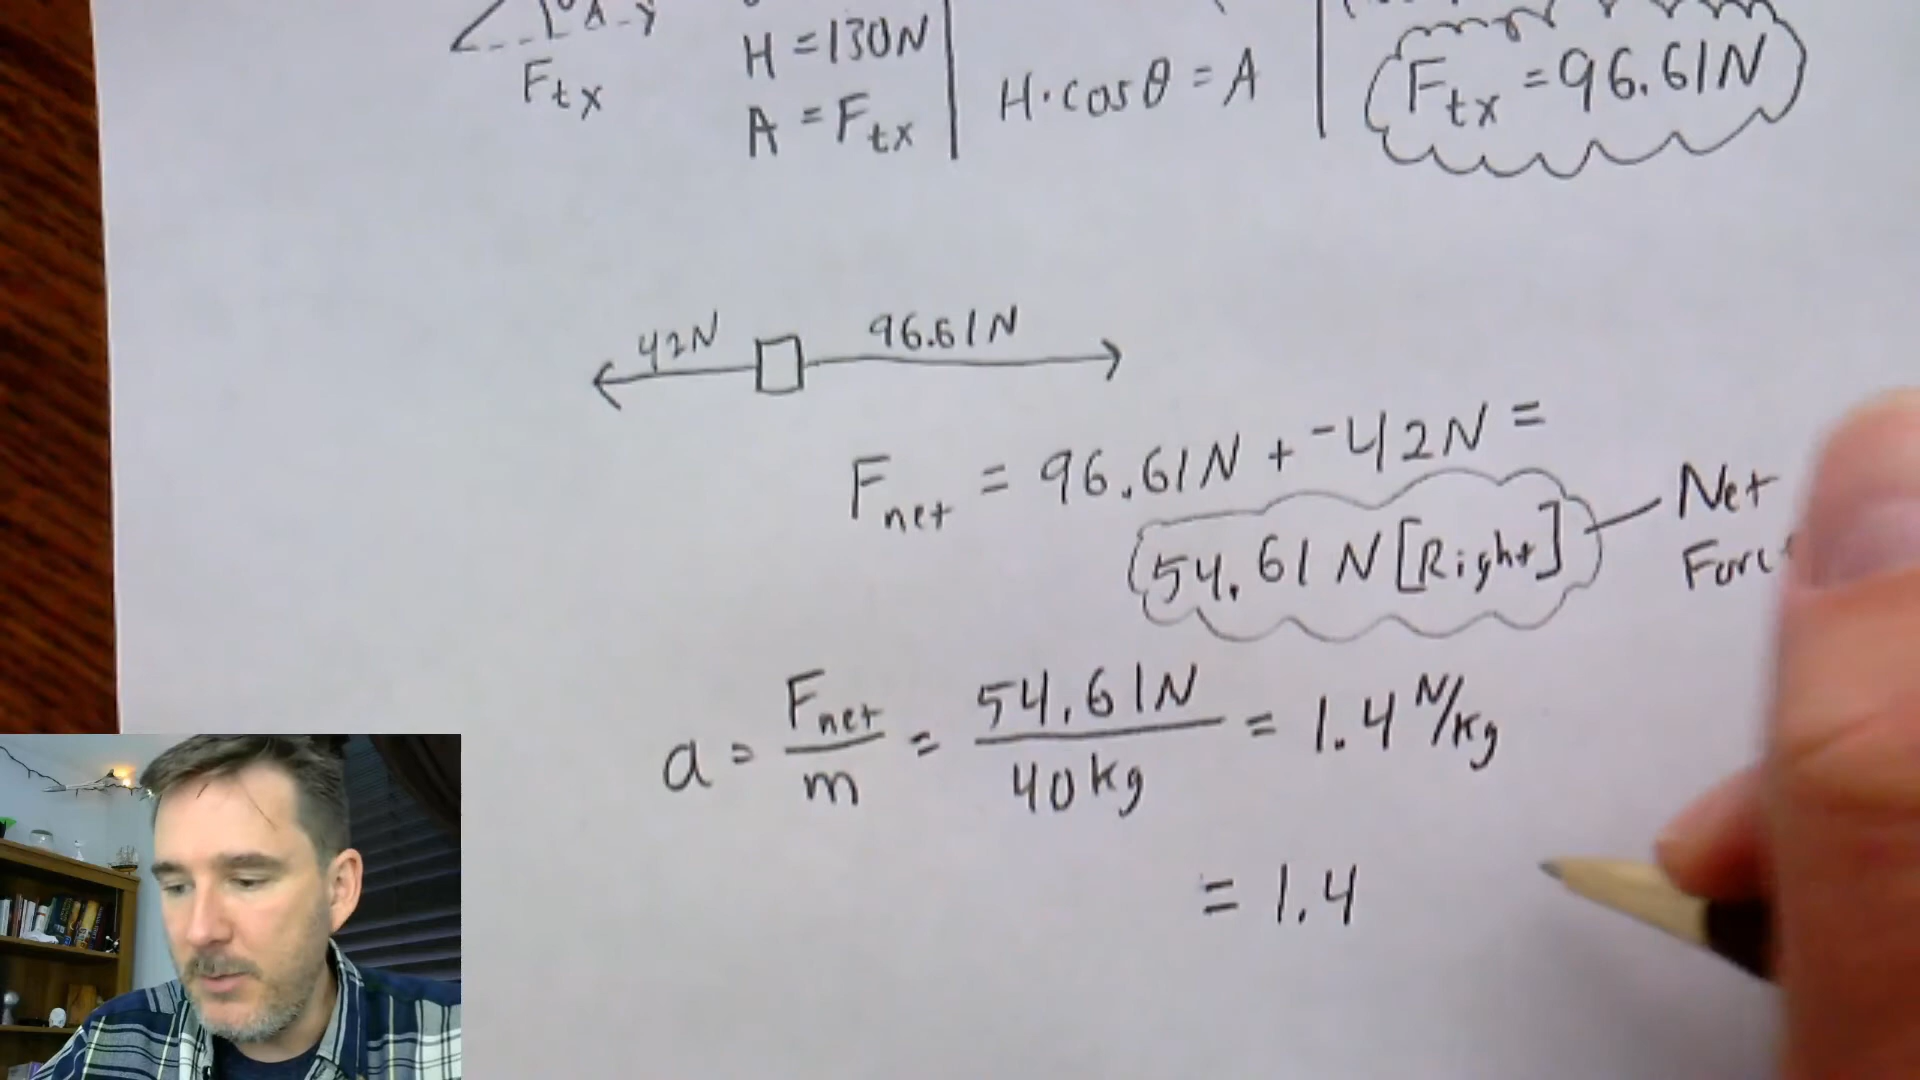 A-Y
Ftx
H = 130N
A = Ftx
H·cosθ = A
Ftx = 96.61N
42N
96.61N
Fnet = 96.61N + -42N =
54.61N [Right]
Net
a = Fnet/m = 54.61N/40kg = 1.4 N/kg
= 1.4